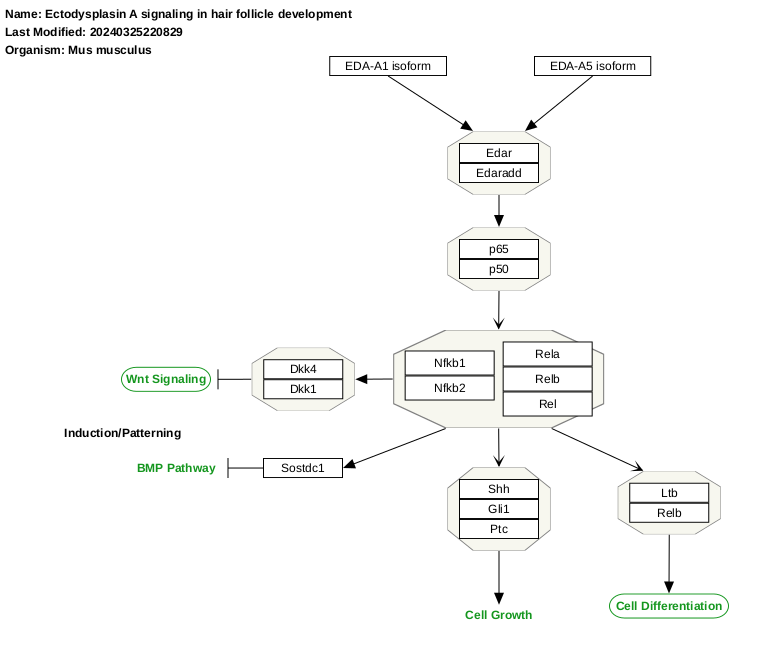 Name: Ectodysplasin A signaling in hair follicle development
Last Modified: 20240325220829
Organism: Mus musculus
EDA-A1 isoform
EDA-A5 isoform
Edar
Edaradd
p65
p50
Nfkb1
Nfkb2
Rela
Relb
Rel
Dkk4
Dkk1
Wnt Signaling
Induction/Patterning
BMP Pathway
Sostdc1
Shh
Gli1
Ptc
Ltb
Relb
Cell Growth
Cell Differentiation